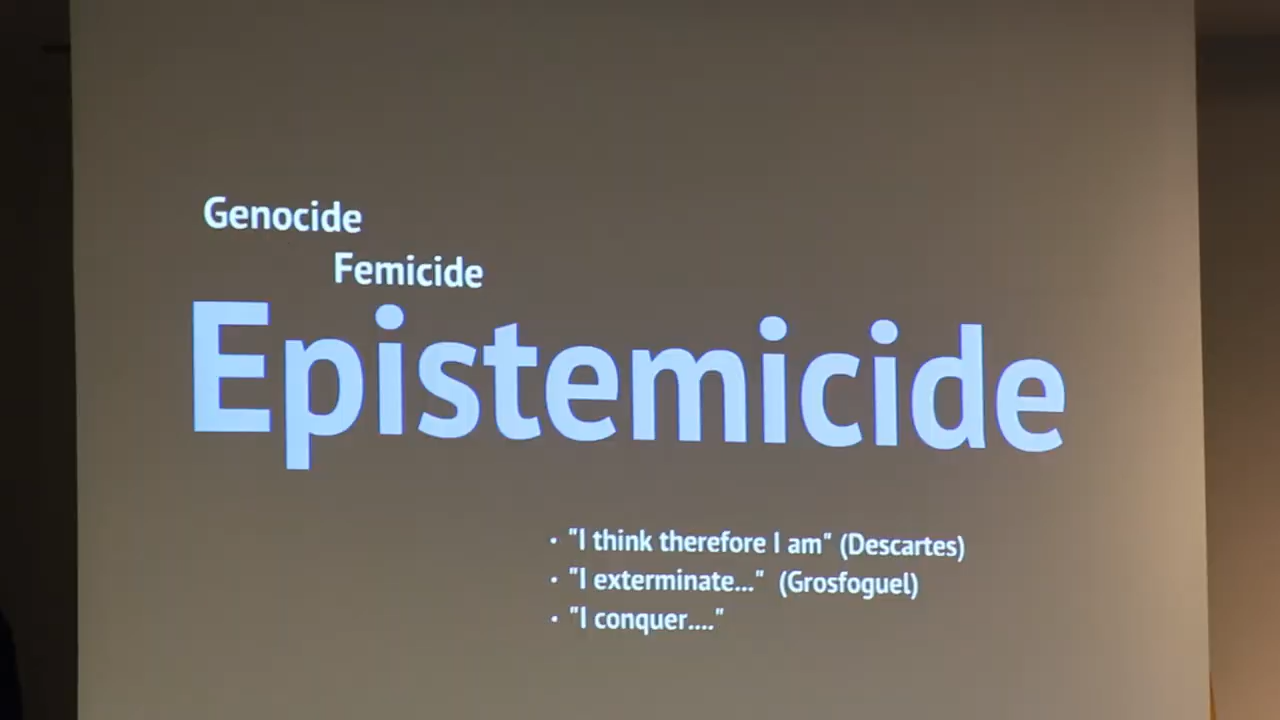 Genocide
Femicide
Epistemicide
• "I think therefore I am" (Descartes)
• "I exterminate..." (Grosfoguel)
• "I conquer...."